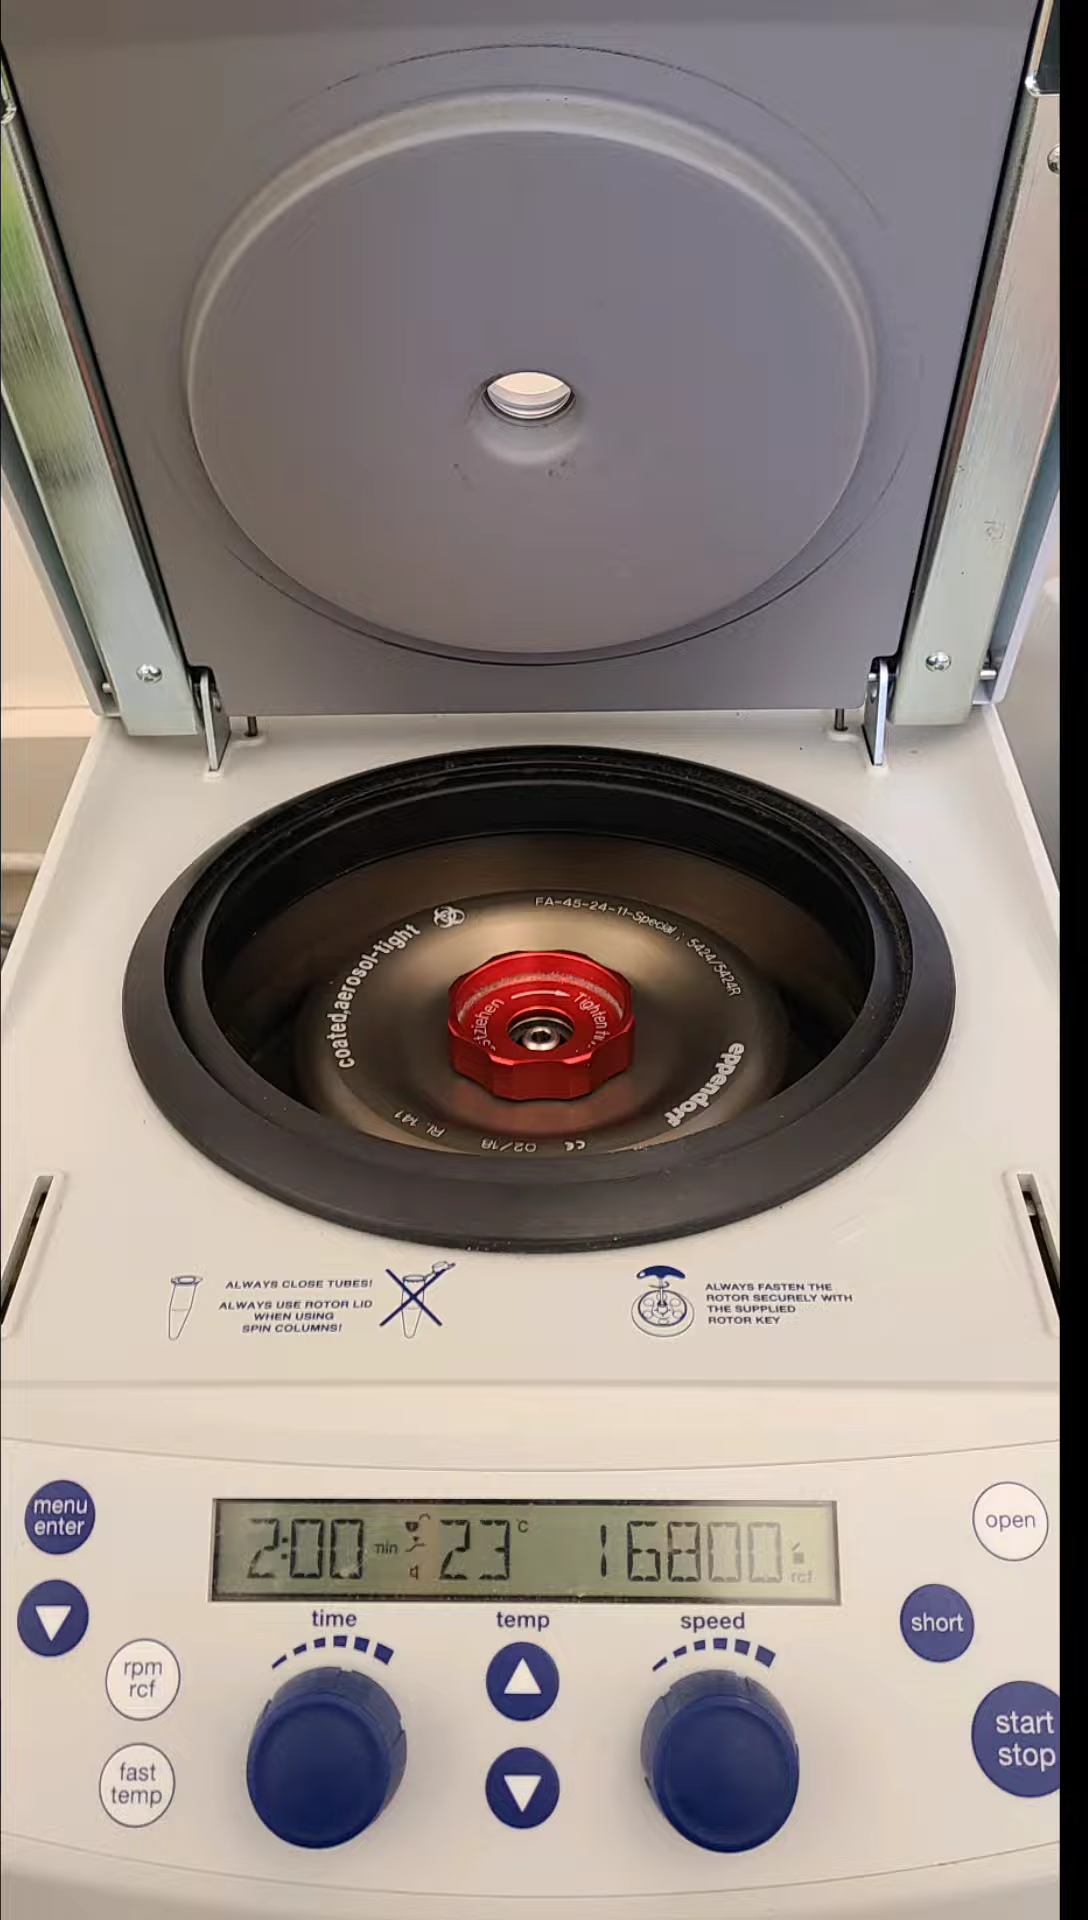 coated, aerosol-tight
FA-45-24-11-Special ; 5424/5424R
eppendorf
Tighten
02/18
CE
ALWAYS CLOSE TUBES!
ALWAYS USE ROTOR LID
WHEN USING
SPIN COLUMNS!
ALWAYS FASTEN THE
ROTOR SECURELY WITH
THE SUPPLIED
ROTOR KEY
menu
enter
2:00 min 23 °C 16800 rcf
open
time
temp
speed
short
rpm
rcf
start
stop
fast
temp